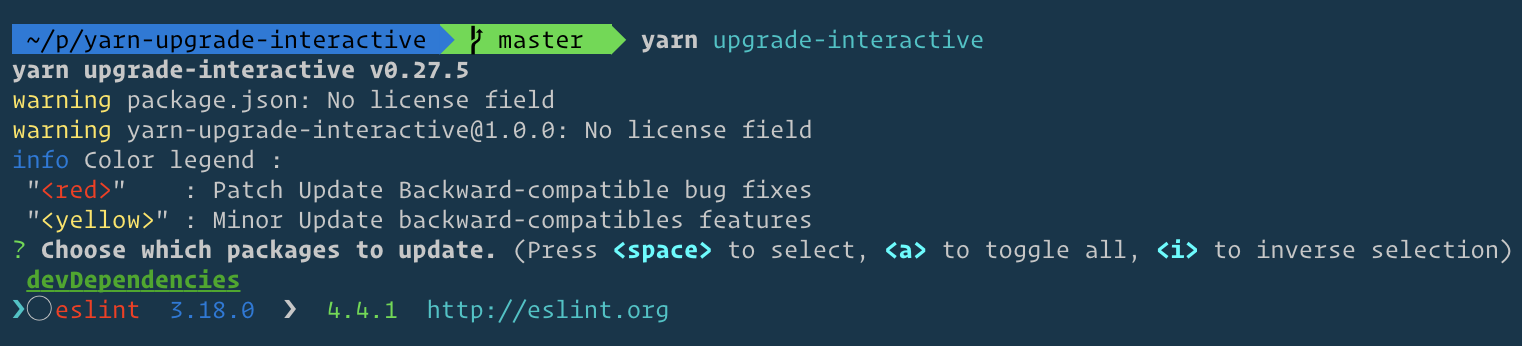 ~/p/yarn-upgrade-interactive master yarn upgrade-interactive
yarn upgrade-interactive v0.27.5
warning package.json: No license field
warning yarn-upgrade-interactive@1.0.0: No license field
info Color legend :
"<red>" : Patch Update Backward-compatible bug fixes
"<yellow>" : Minor Update backward-compatibles features
? Choose which packages to update. (Press <space> to select, <a> to toggle all, <i> to inverse selection)
devDependencies
❯◯eslint 3.18.0 ❯ 4.4.1 http://eslint.org